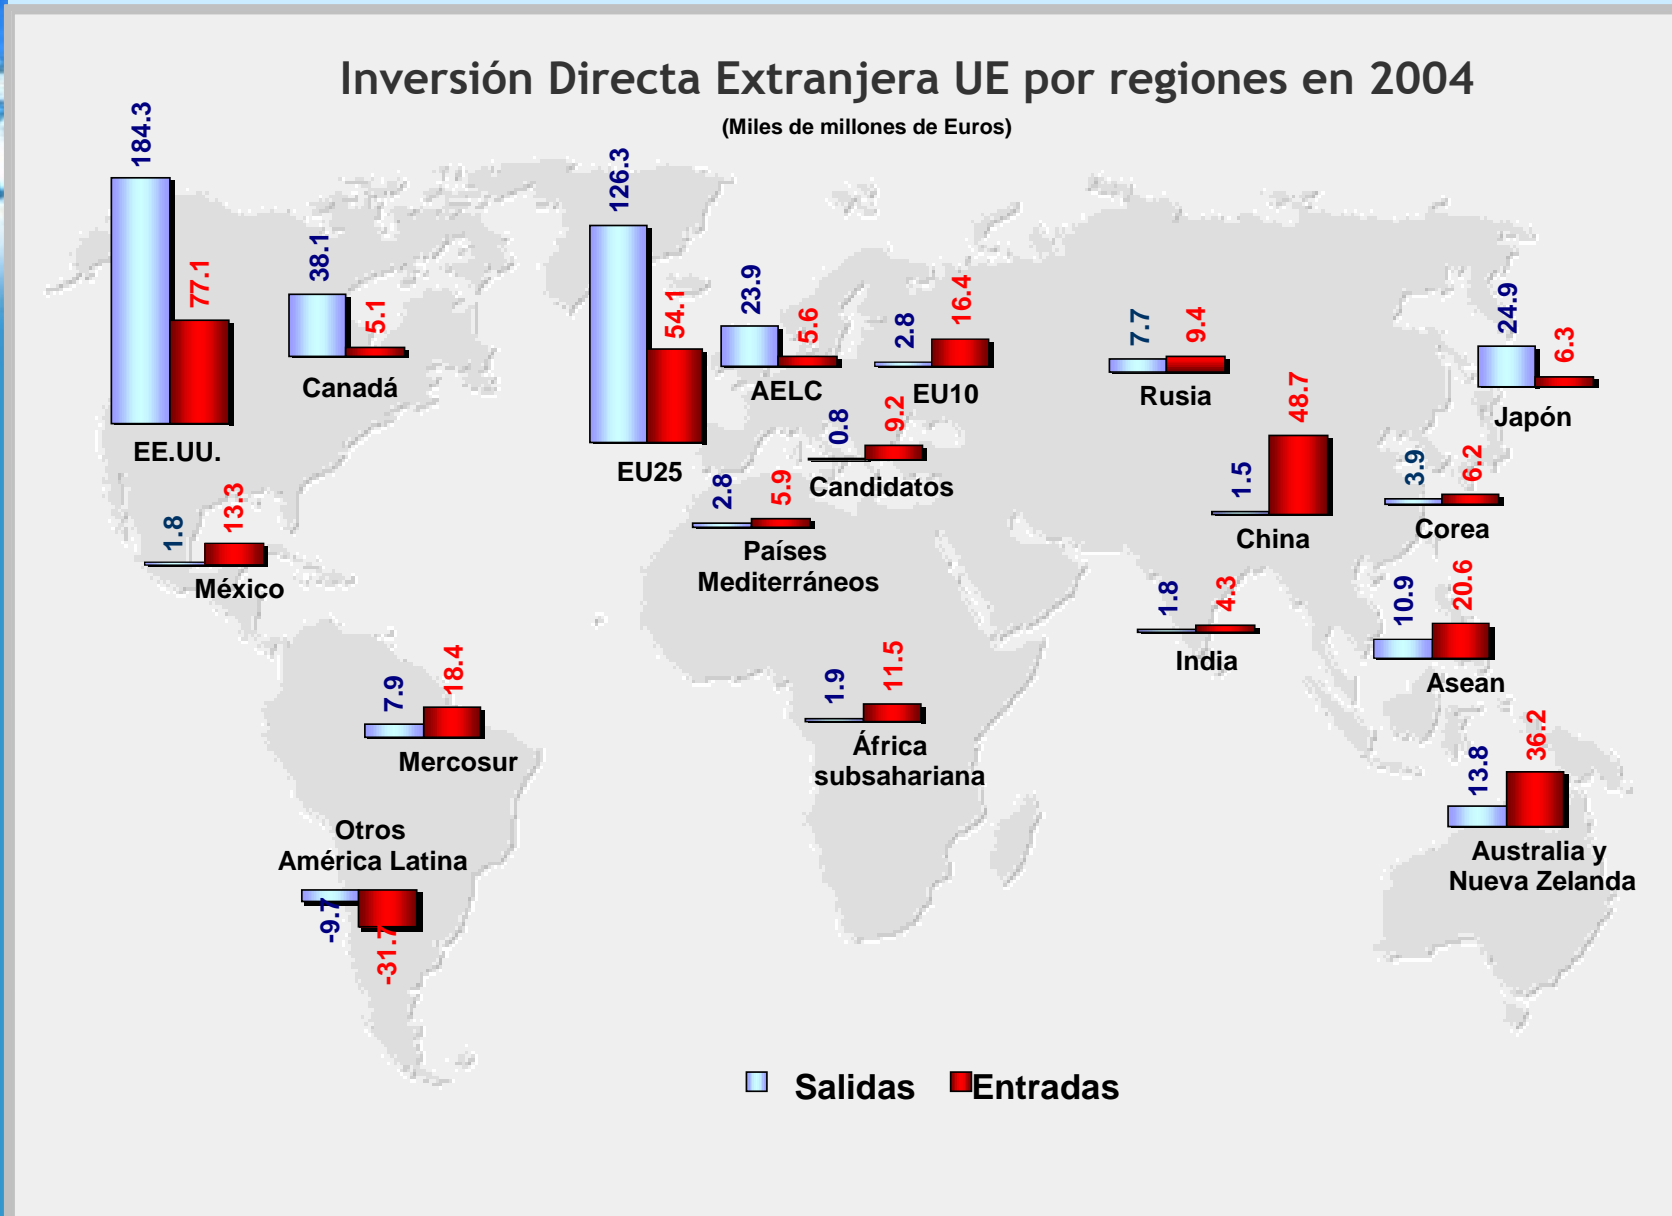 Inversión Directa Extranjera UE por regiones en 2004
(Miles de millones de Euros)
184.3
77.1
EE.UU.
38.1
5.1
Canadá
126.3
54.1
EU25
23.9
5.6
AELC
2.8
16.4
EU10
7.7
9.4
Rusia
24.9
6.3
Japón
0.8
9.2
Candidatos
1.5
48.7
China
3.9
6.2
Corea
1.8
13.3
México
2.8
5.9
Países
Mediterráneos
1.8
4.3
India
10.9
20.6
Asean
7.9
18.4
Mercosur
1.9
11.5
África
subsahariana
13.8
36.2
Australia y
Nueva Zelanda
Otros
América Latina
-9.7
-31.7
Salidas Entradas